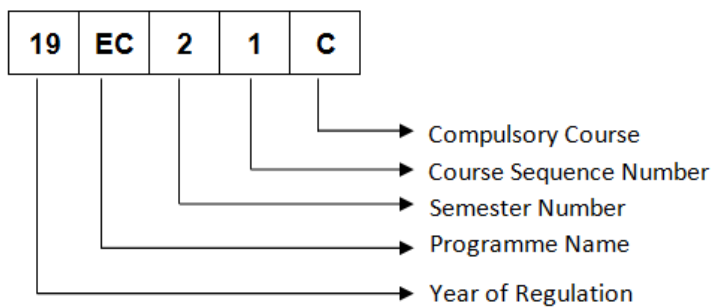 19 EC 2 1 C
Compulsory Course
Course Sequence Number
Semester Number
Programme Name
Year of Regulation